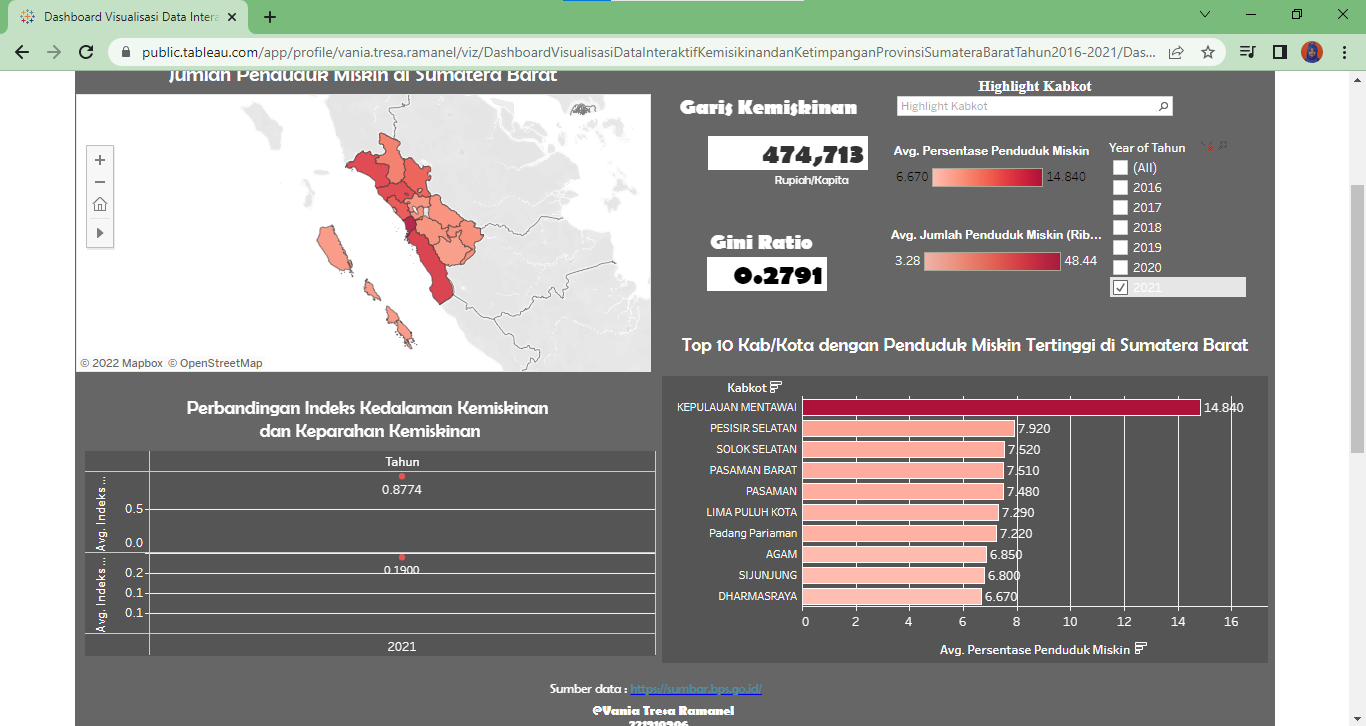 Dashboard Visualisasi Data Intera
public.tableau.com/app/profile/vania.tresa.ramanel/viz/DashboardVisualisasiDataInteraktifKemisikinandanKetimpanganProvinsiSumateraBaratTahun2016-2021/Das...
Jumlah Penduduk Miskin di Sumatera Barat
© 2022 Mapbox © OpenStreetMap
Garis Kemiskinan
474,713
Rupiah/Kapita
Gini Ratio
0.2791
Highlight Kabkot
Highlight Kabkot
Avg. Persentase Penduduk Miskin
6.670 14.840
Avg. Jumlah Penduduk Miskin (Rib...
3.28 48.44
Year of Tahun
(All)
2016
2017
2018
2019
2020
2021
Perbandingan Indeks Kedalaman Kemiskinan
dan Keparahan Kemiskinan
Tahun
Avg. Indeks ...
0.8774
0.5
0.0
Avg. Indeks ...
0.1900
0.2
0.1
0.1
2021
Top 10 Kab/Kota dengan Penduduk Miskin Tertinggi di Sumatera Barat
Kabkot
KEPULAUAN MENTAWAI 14.840
PESISIR SELATAN 7.920
SOLOK SELATAN 7.520
PASAMAN BARAT 7.510
PASAMAN 7.480
LIMA PULUH KOTA 7.290
Padang Pariaman 7.220
AGAM 6.850
SIJUNJUNG 6.800
DHARMASRAYA 6.670
0 2 4 6 8 10 12 14 16
Avg. Persentase Penduduk Miskin
Sumber data : https://sumbar.bps.go.id/
@Vania Tresa Ramanel